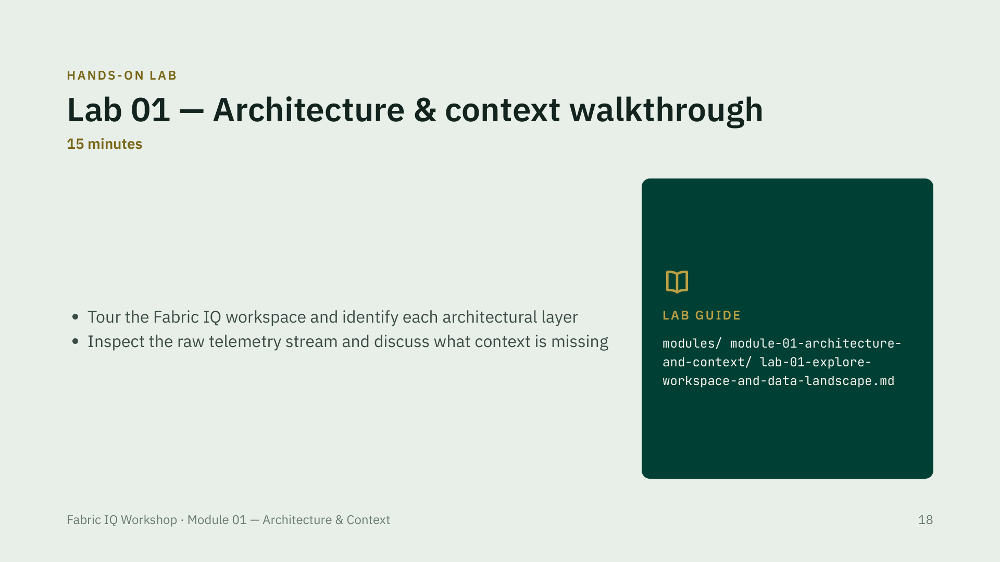 HANDS-ON LAB
Lab 01 — Architecture & context walkthrough
15 minutes
• Tour the Fabric IQ workspace and identify each architectural layer
• Inspect the raw telemetry stream and discuss what context is missing
LAB GUIDE
modules/ module-01-architecture-
and-context/ lab-01-explore-
workspace-and-data-landscape.md
Fabric IQ Workshop · Module 01 — Architecture & Context
18